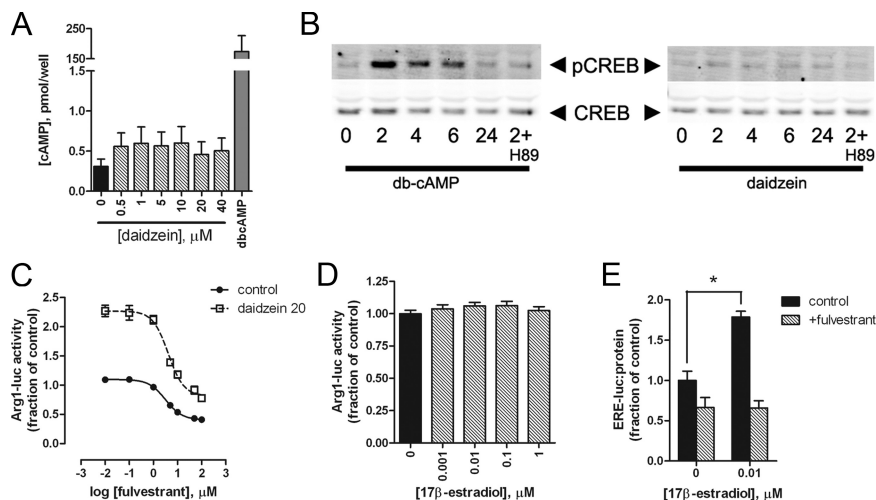 A
[cAMP], pmol/well
250
150
1.5
1.0
0.5
0.0
0
0.5
1
5
10
20
40
dbcAMP
[daidzein], μM
B
pCREB
CREB
0 2 4 6 24 2+
H89
db-cAMP
0 2 4 6 24 2+
H89
daidzein
C
control
daidzein 20
Arg1-luc activity
(fraction of control)
2.5
2.0
1.5
1.0
0.5
0.0
-3 -2 -1 0 1 2 3
log [fulvestrant], μM
D
Arg1-luc activity
(fraction of control)
1.25
1.00
0.75
0.50
0.25
0.00
0
0.001
0.01
0.1
1
[17β-estradiol], μM
E
control
+fulvestrant
*
ERE-luc:protein
(fraction of control)
2.0
1.5
1.0
0.5
0.0
0
0.01
[17β-estradiol], μM